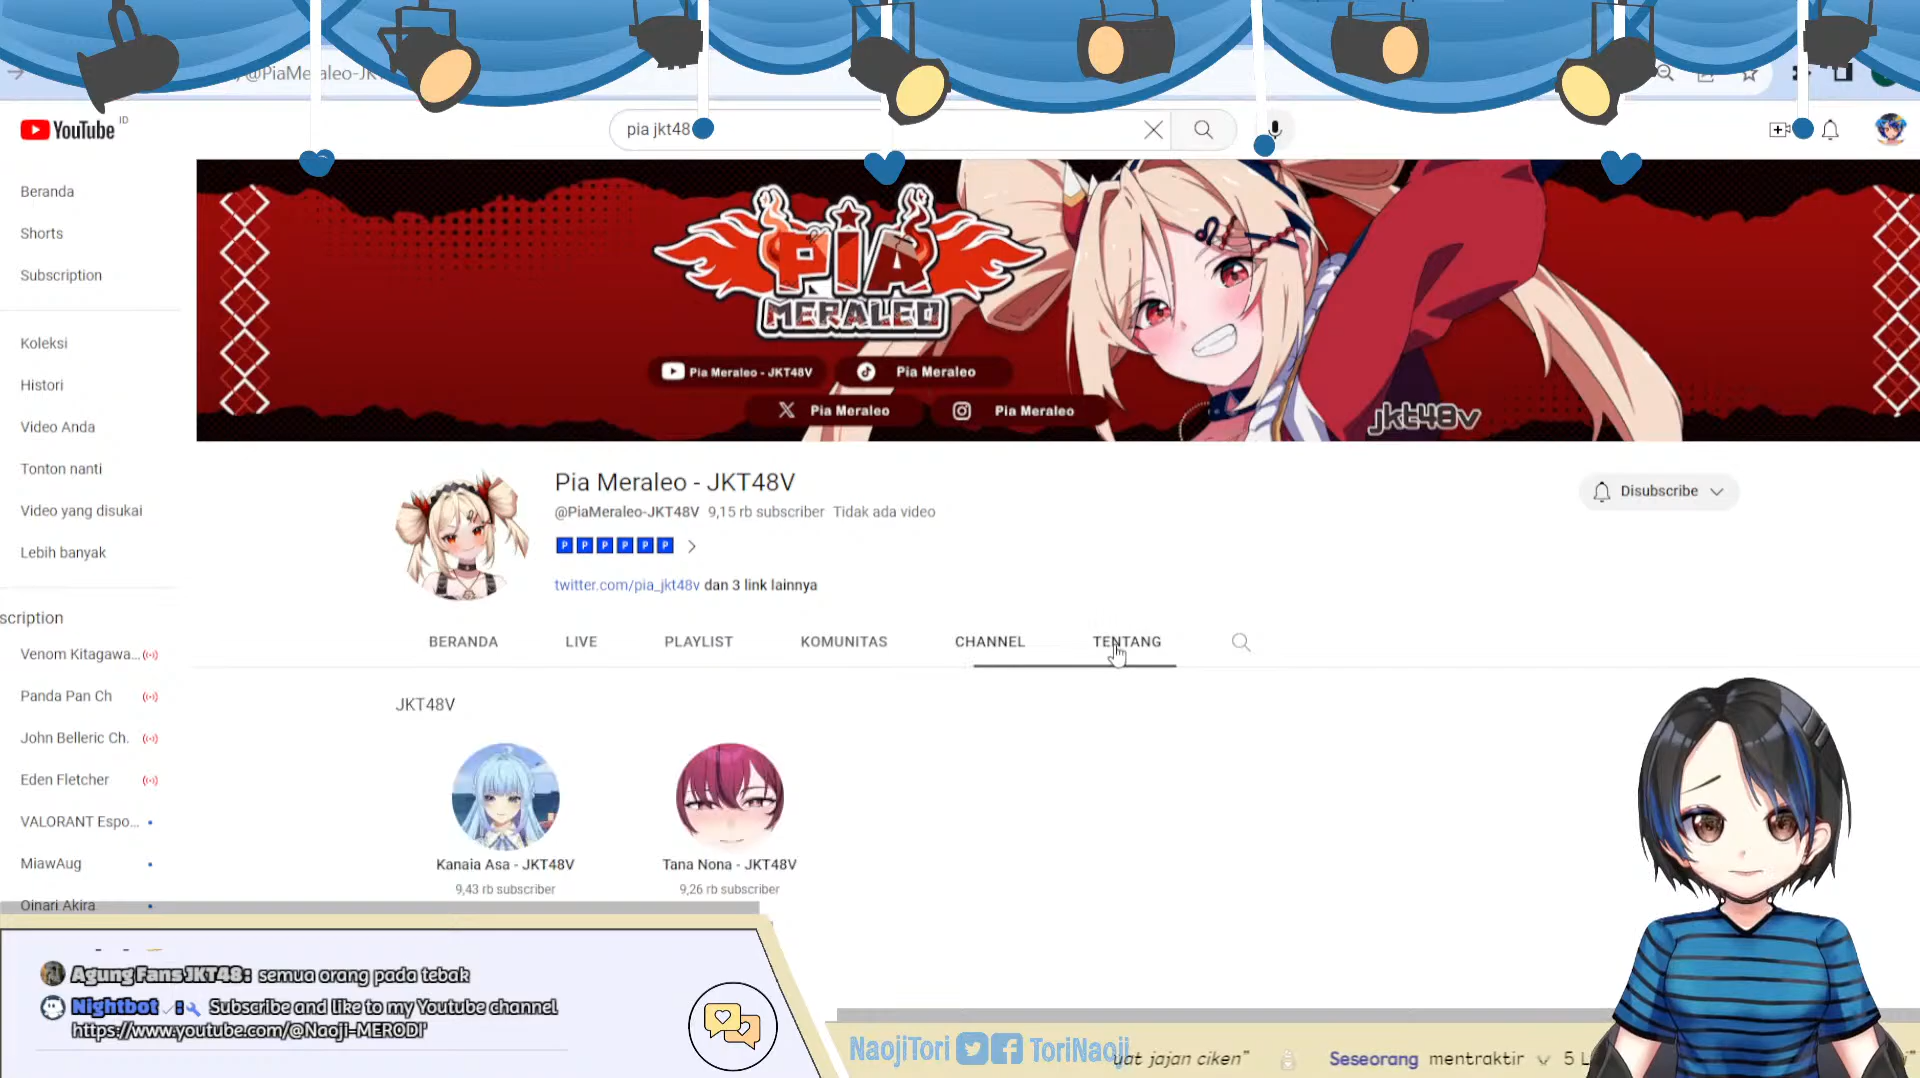 /@PiaMeraleo-JK
YouTube ID
pia jkt48
Beranda
Shorts
Subscription
Koleksi
Histori
Video Anda
Tonton nanti
Video yang disukai
Lebih banyak
scription
Venom Kitagawa...
Panda Pan Ch
John Belleric Ch.
Eden Fletcher
VALORANT Espo...
MiawAug
Oinari Akira
PIA
MERALEO
Pia Meraleo - JKT48V
Pia Meraleo
Pia Meraleo
Pia Meraleo
jkt48v
Pia Meraleo - JKT48V
@PiaMeraleo-JKT48V 9,15 rb subscriber Tidak ada video
P P P P P P
twitter.com/pia_jkt48v dan 3 link lainnya
Disubscribe
BERANDA LIVE PLAYLIST KOMUNITAS CHANNEL TENTANG
JKT48V
Kanaia Asa - JKT48V
9,43 rb subscriber
Tana Nona - JKT48V
9,26 rb subscriber
Agung Fans JKT48: semua orang pada tebak
Nightbot : Subscribe and like to my Youtube channel
https://www.youtube.com/@Naoji-MERODI'
NaojiTori ToriNaoji
uat jajan ciken" Seseorang mentraktir 5 L